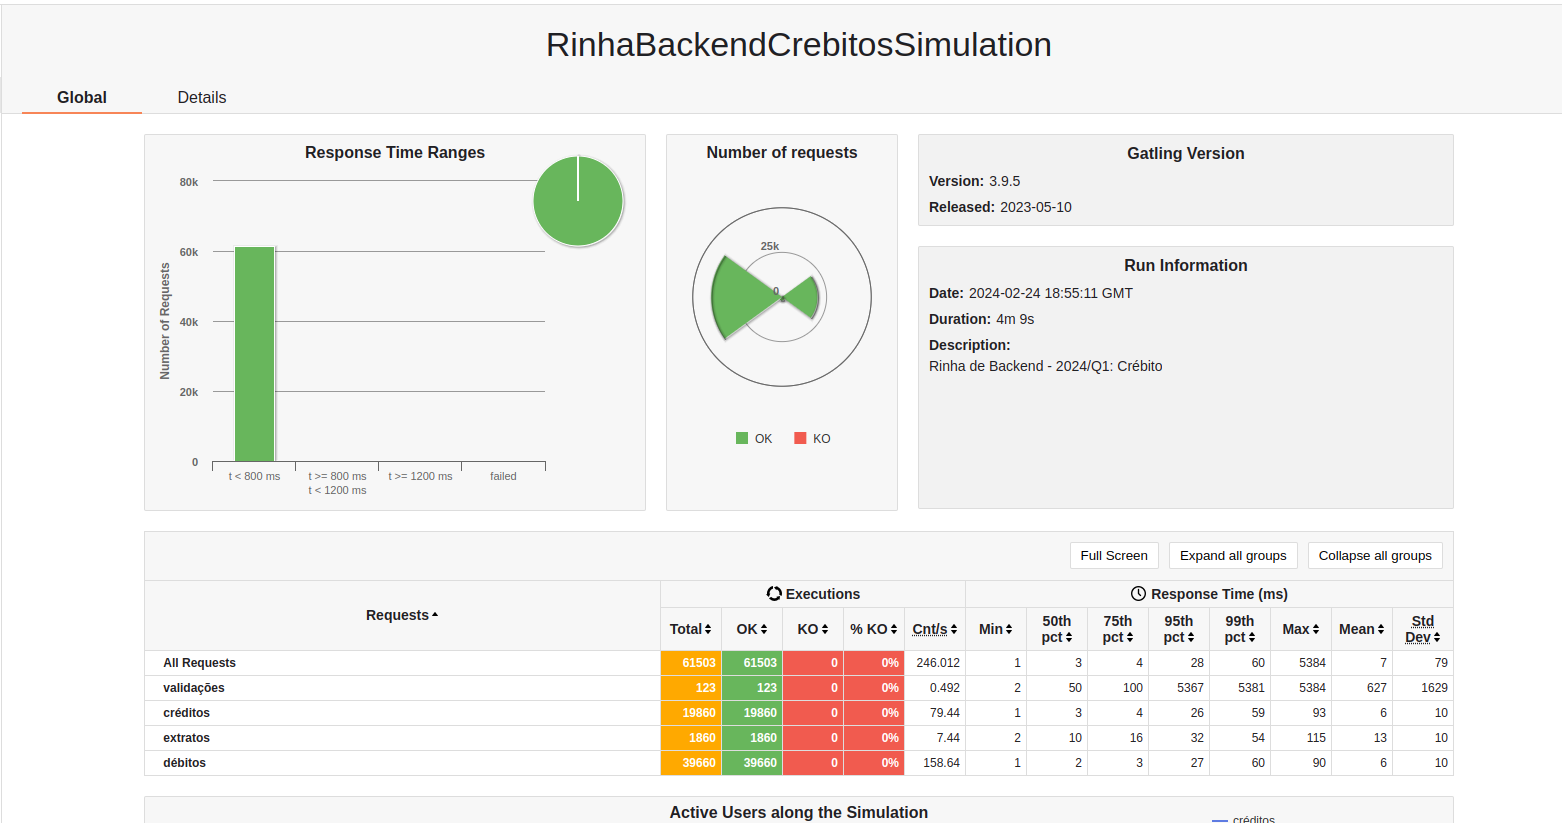 RinhaBackendCrebitosSimulation
Global Details
Response Time Ranges
80k
60k
40k
20k
0
Number of Requests
t < 800 ms
t >= 800 ms
t < 1200 ms
t >= 1200 ms
failed
Number of requests
25k
0
OK KO
Gatling Version
Version: 3.9.5
Released: 2023-05-10
Run Information
Date: 2024-02-24 18:55:11 GMT
Duration: 4m 9s
Description:
Rinha de Backend - 2024/Q1: Crébito
Full Screen Expand all groups Collapse all groups
Requests Executions Response Time (ms)
Total OK KO % KO Cnt/s Min 50th pct 75th pct 95th pct 99th pct Max Mean Std Dev
All Requests 61503 61503 0 0% 246.012 1 3 4 28 60 5384 7 79
validações 123 123 0 0% 0.492 2 50 100 5367 5381 5384 627 1629
créditos 19860 19860 0 0% 79.44 1 3 4 26 59 93 6 10
extratos 1860 1860 0 0% 7.44 2 10 16 32 54 115 13 10
débitos 39660 39660 0 0% 158.64 1 2 3 27 60 90 6 10
Active Users along the Simulation
créditos